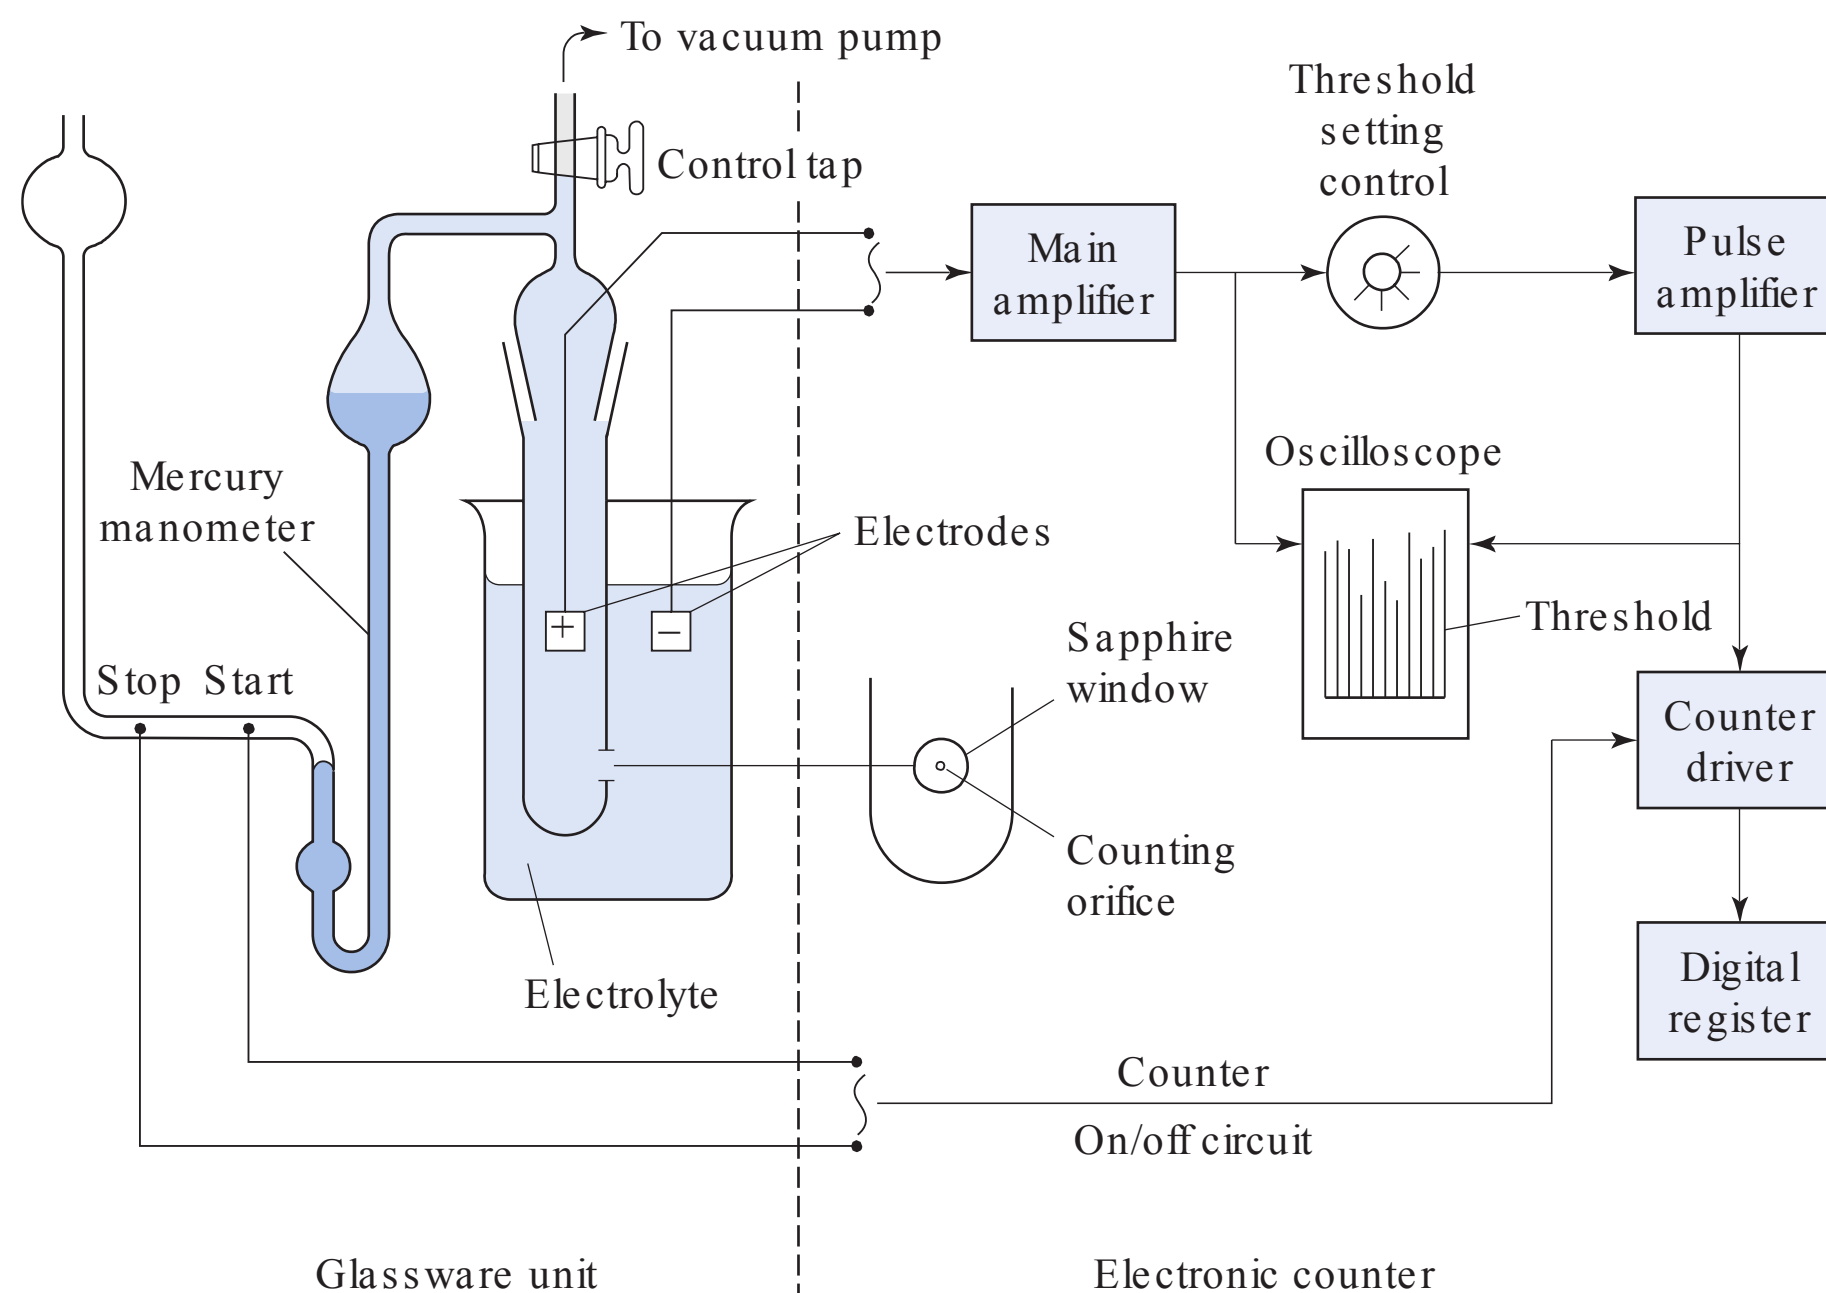 To vacuum pump
Control tap
Threshold
setting
control
Main
amplifier
Pulse
amplifier
Mercury
manometer
Oscilloscope
Electrodes
Threshold
Stop Start
+
−
Sapphire
window
Counter
driver
Counting
orifice
Electrolyte
Digital
register
Counter
On/off circuit
Glassware unit
Electronic counter